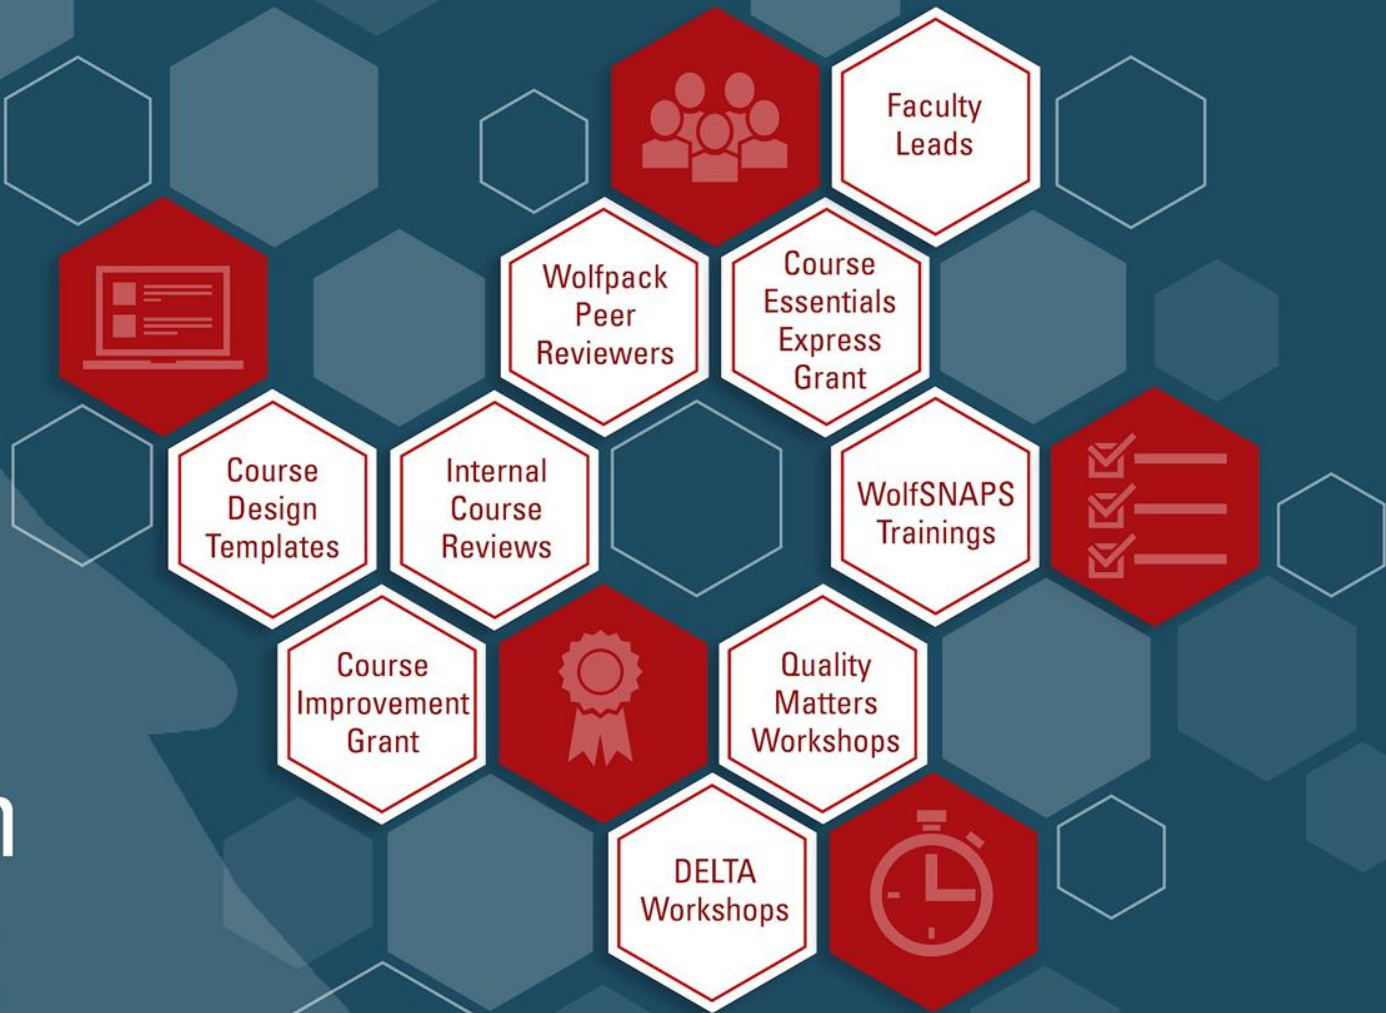 Faculty
Leads
Wolfpack
Peer
Reviewers
Course
Essentials
Express
Grant
Course
Design
Templates
Internal
Course
Reviews
WolfSNAPS
Trainings
Course
Improvement
Grant
Quality
Matters
Workshops
DELTA
Workshops